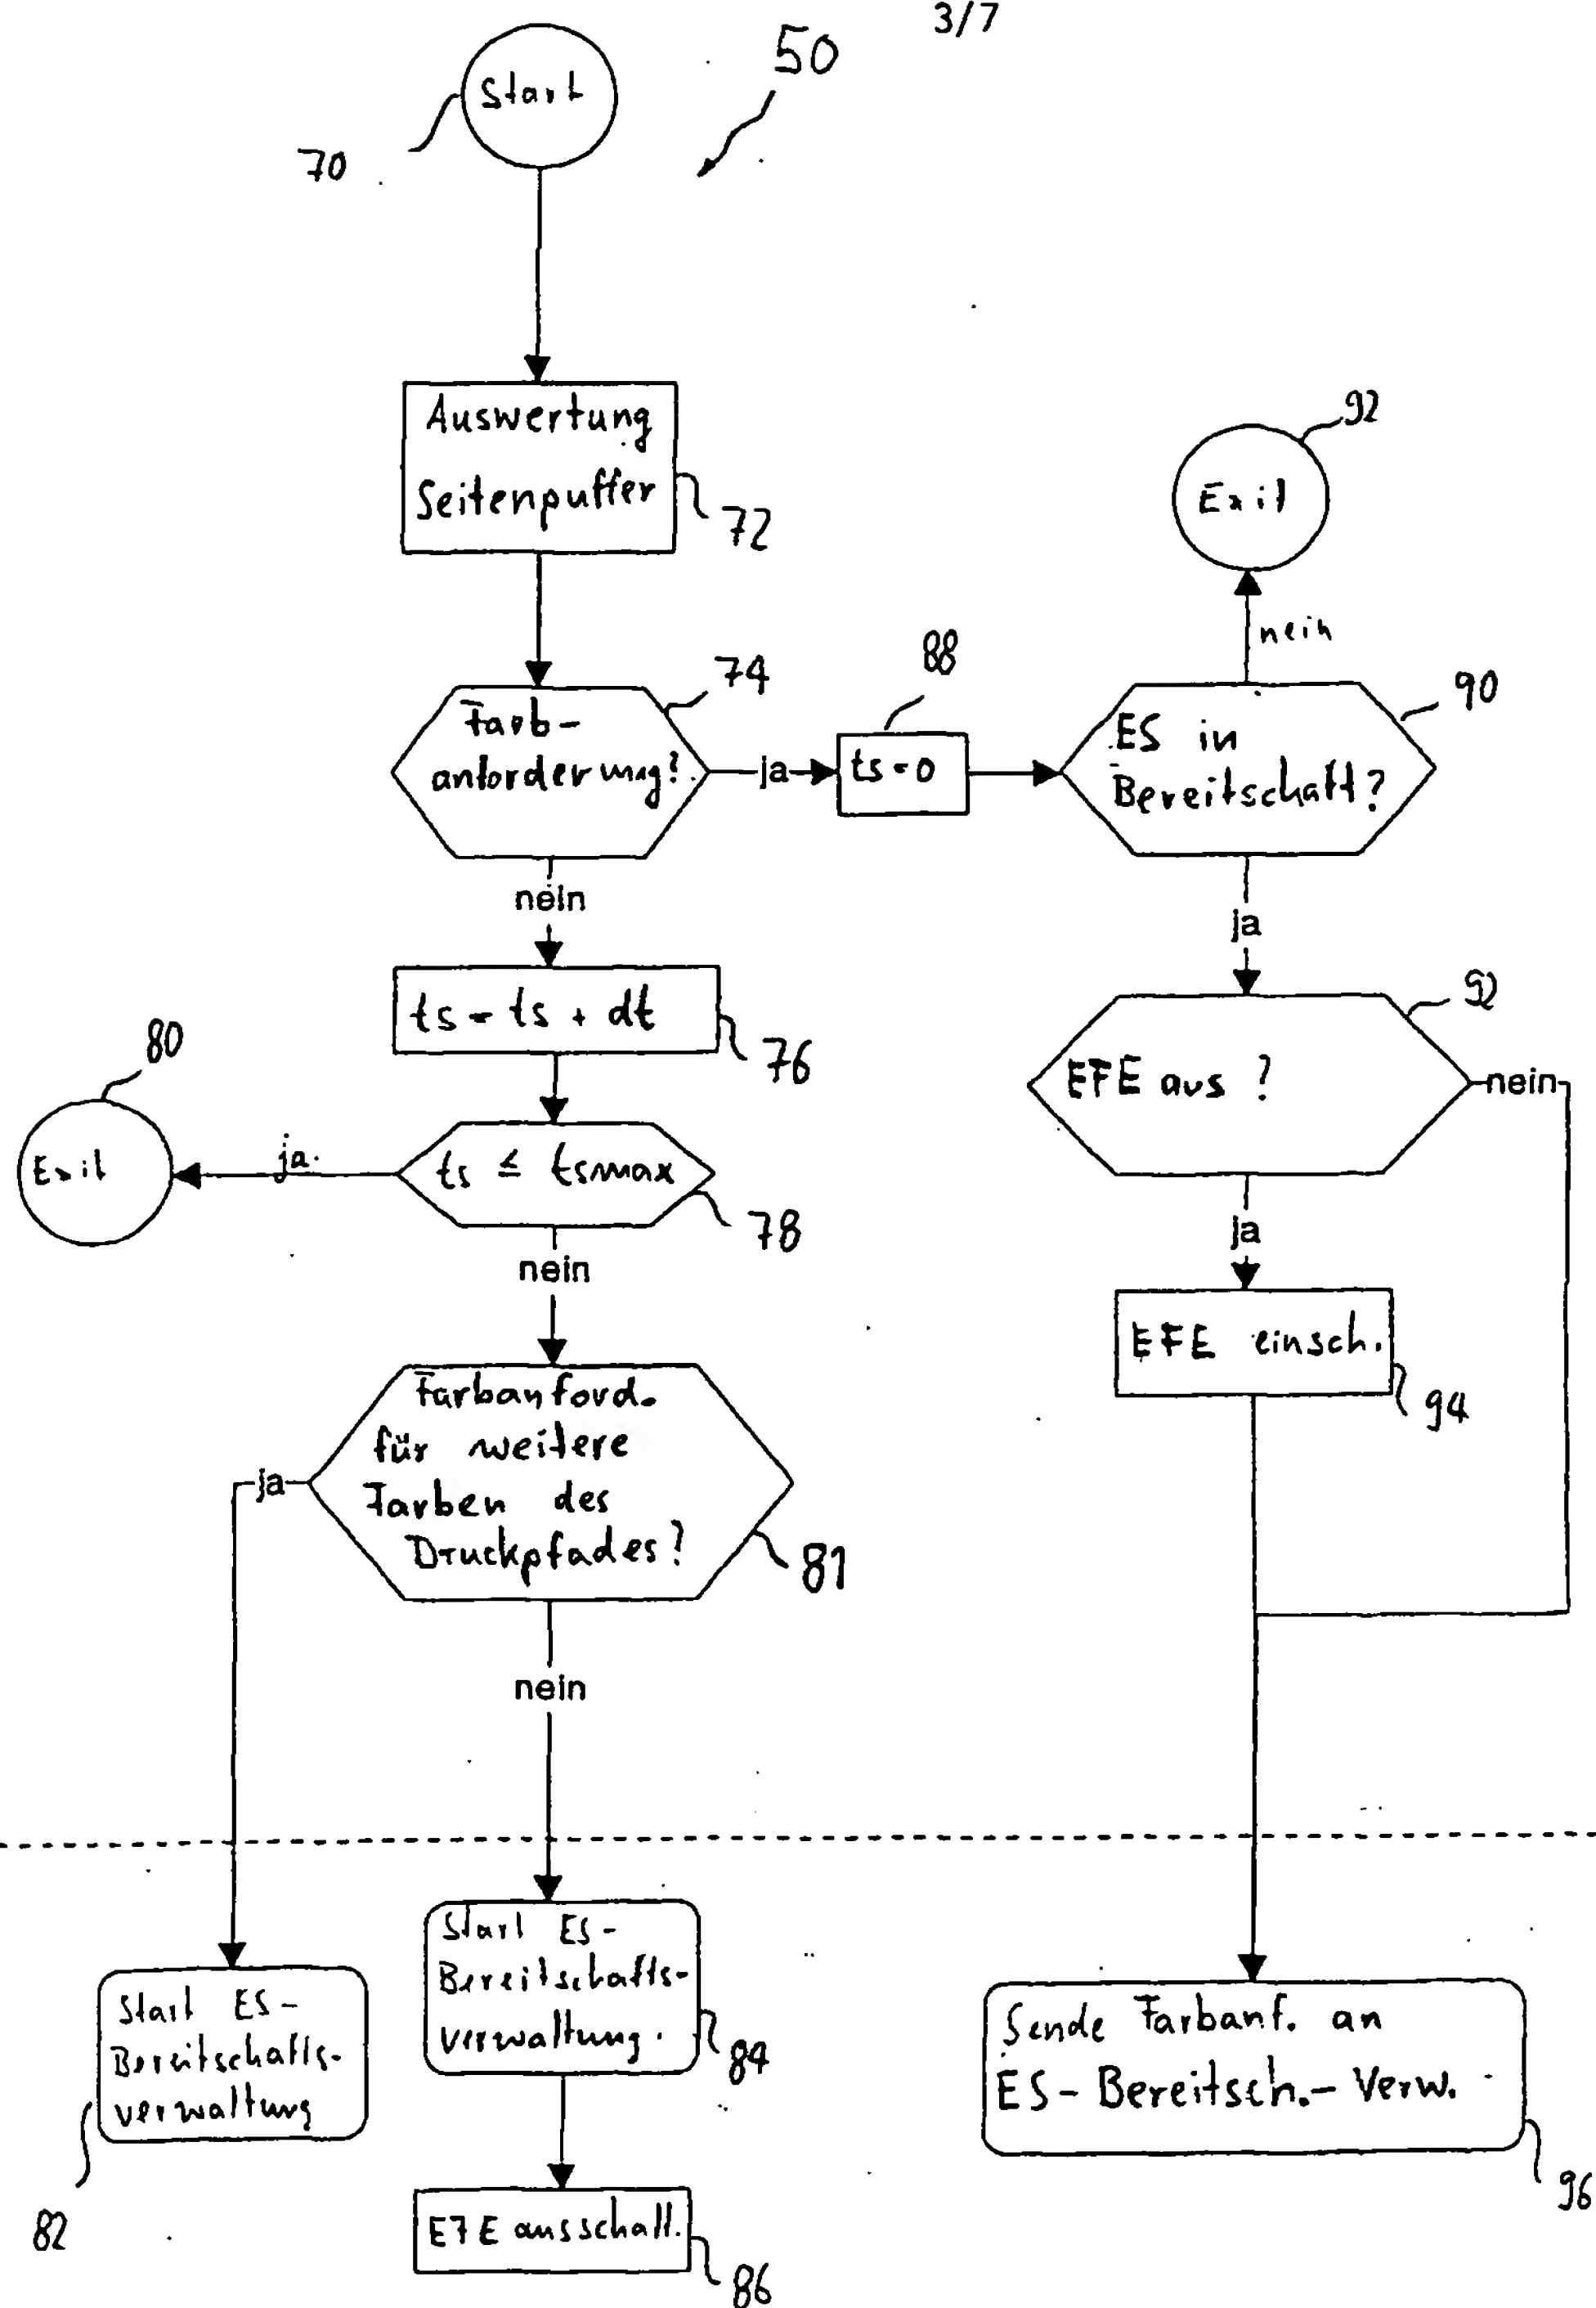 3/7
50
Start
70
Auswertung
Seitenpuffer
72
92
Exit
nein
74
Farb-
anforderung?
ja
88
ts=0
90
ES in
Bereitschaft?
nein
ja
ts = ts + dt
76
92
EFE aus ?
nein
80
Exit
ja
ts ≤ tsmax
78
nein
ja
EFE einsch.
94
Farbanford.
für weitere
Farben des
Druckpfades?
81
ja
nein
Start ES-
Bereitschafts-
verwaltung
82
Start ES-
Bereitschafts-
verwaltung.
84
Sende Farbanf. an
ES-Bereitsch.-Verw.
96
EFE ausschalt.
86